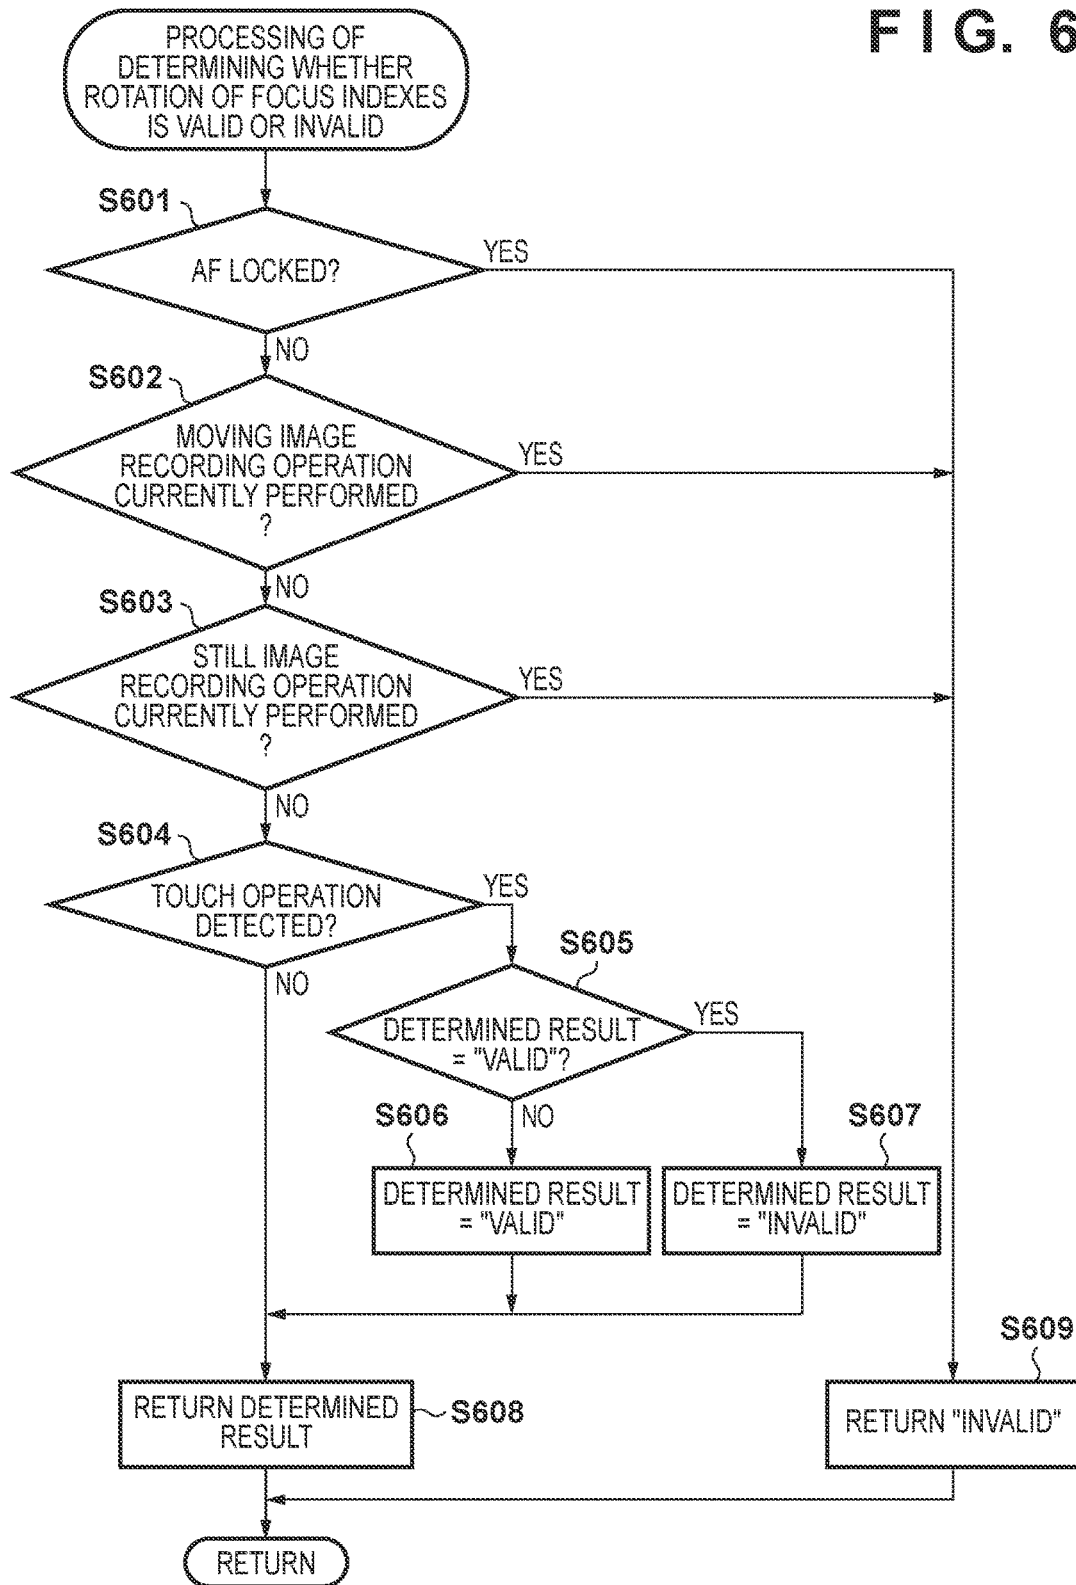 FIG. 6
PROCESSING OF
DETERMINING WHETHER
ROTATION OF FOCUS INDEXES
IS VALID OR INVALID
S601
AF LOCKED?
YES
NO
S602
MOVING IMAGE
RECORDING OPERATION
CURRENTLY PERFORMED
?
YES
NO
S603
STILL IMAGE
RECORDING OPERATION
CURRENTLY PERFORMED
?
YES
NO
S604
TOUCH OPERATION
DETECTED?
YES
NO
S605
DETERMINED RESULT
= "VALID"?
YES
NO
S606
DETERMINED RESULT
= "VALID"
S607
DETERMINED RESULT
= "INVALID"
S608
RETURN DETERMINED
RESULT
S609
RETURN "INVALID"
RETURN